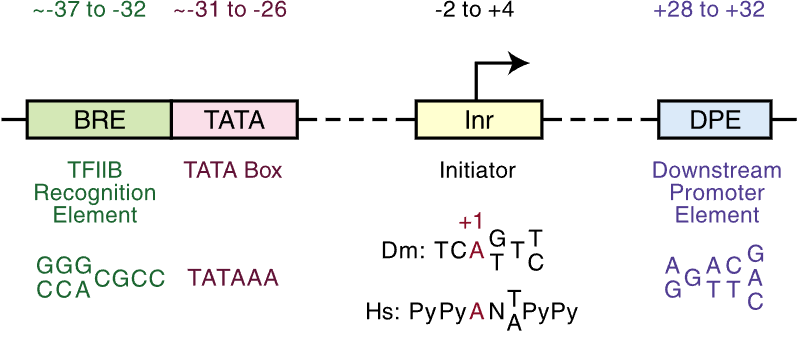 ~-37 to -32 ~-31 to -26 -2 to +4 +28 to +32
BRE TATA Inr DPE
TFIIB
Recognition
Element
TATA Box
Initiator
Downstream
Promoter
Element
GGG
CCA
CGCC
TATAAA
+1
Dm: TCA
G
T
T
T
C
Hs: PyPyAN
T
A
PyPy
A
G
G
A
T
C
T
G
A
C